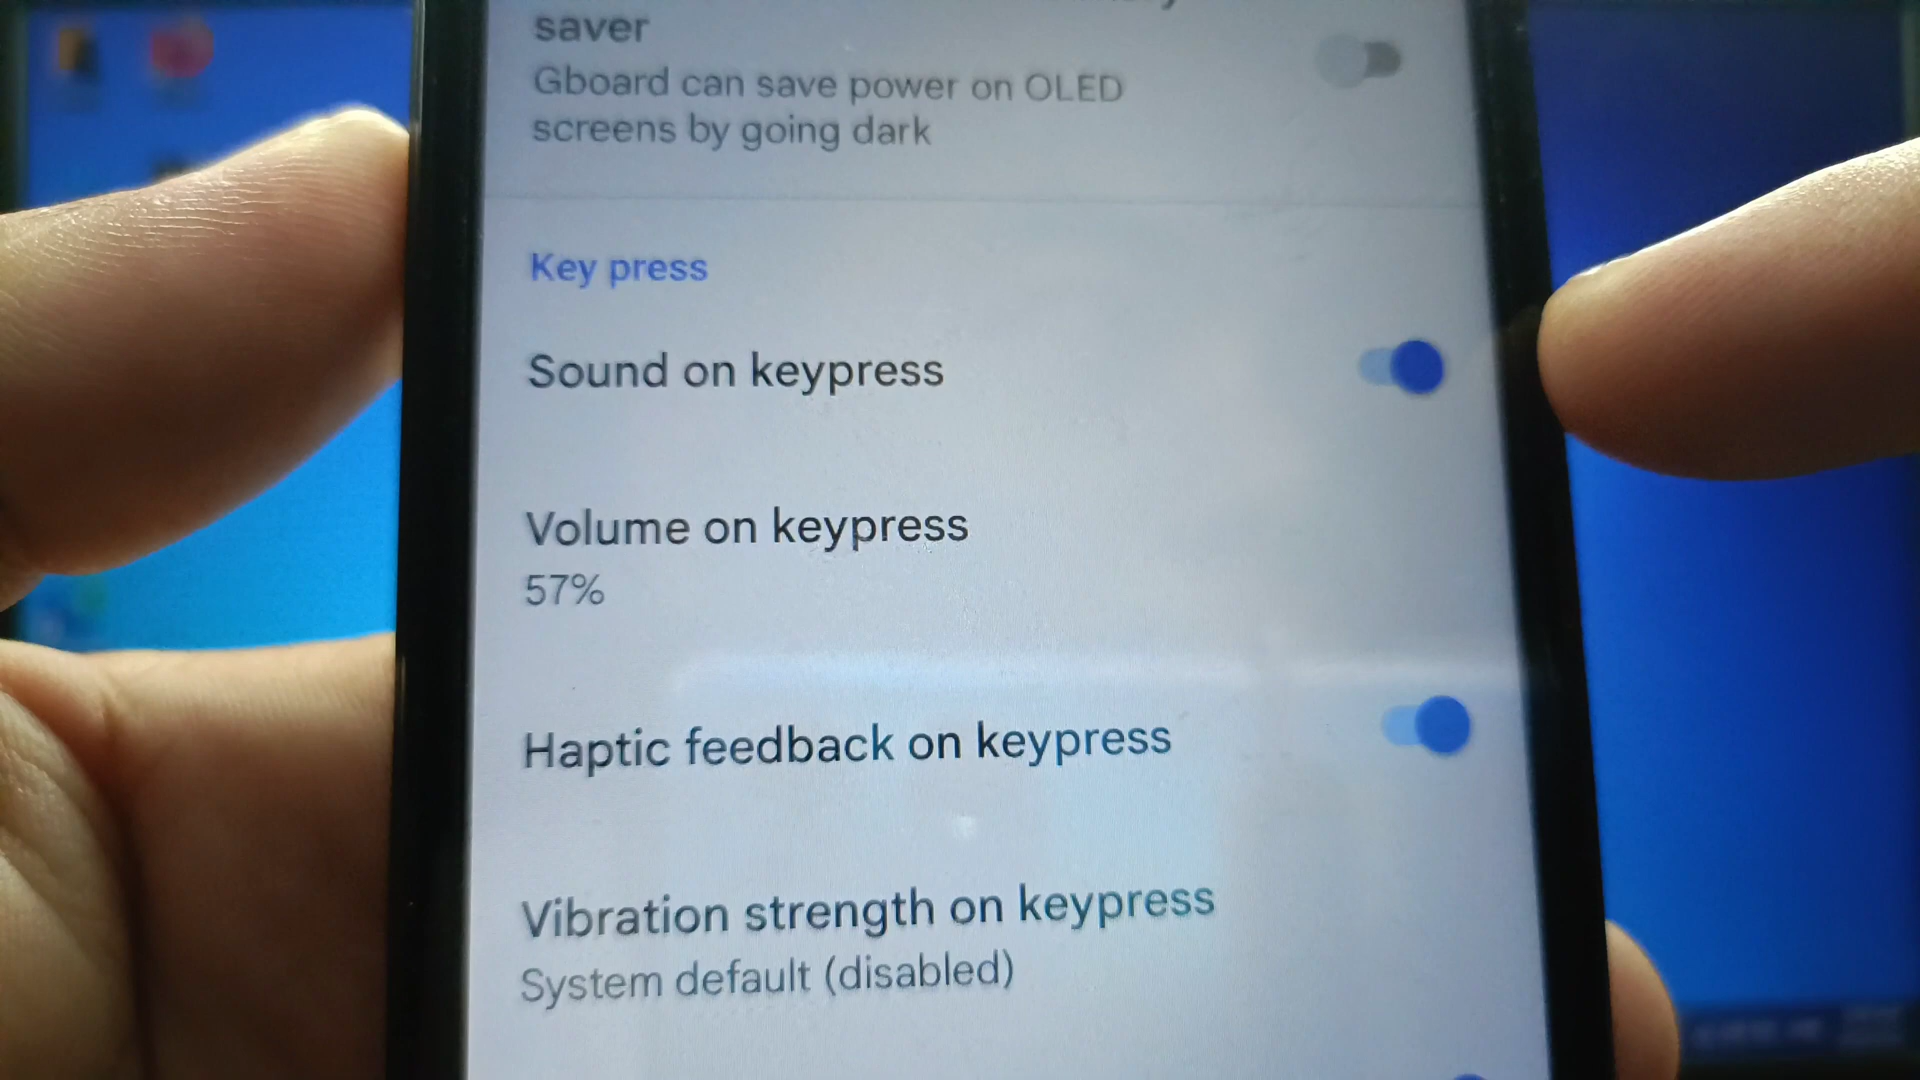 saver
Gboard can save power on OLED
screens by going dark
Key press
Sound on keypress
Volume on keypress
57%
Haptic feedback on keypress
Vibration strength on keypress
System default (disabled)